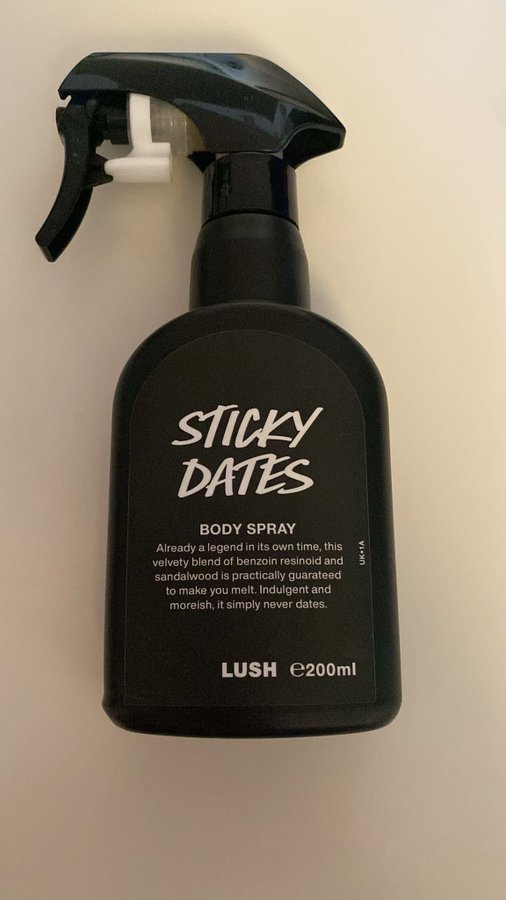 STICKY
DATES
BODY SPRAY
Already a legend in its own time, this
velvety blend of benzoin resinoid and
sandalwood is practically guarateed
to make you melt. Indulgent and
moreish, it simply never dates.
UK•1A
LUSH ℮200ml